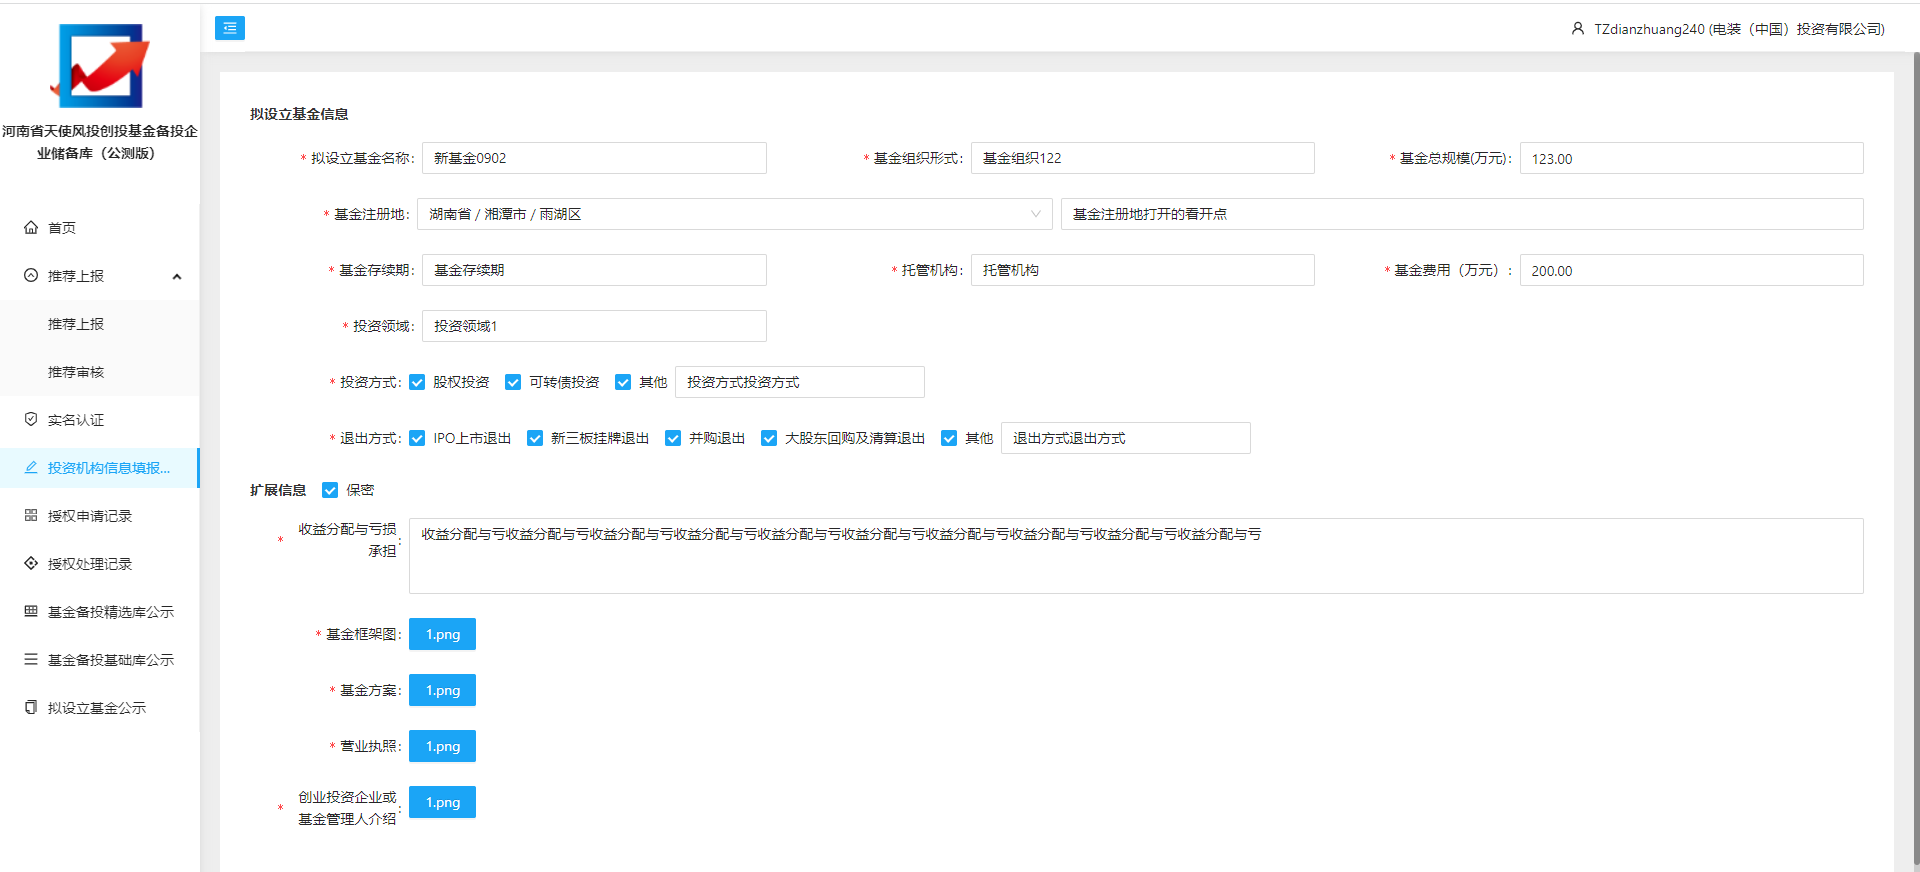 河南省天使风投创投基金备投企
业储备库（公测版）
TZdianzhuang240 (电装（中国）投资有限公司)
首页
推荐上报
推荐上报
推荐审核
实名认证
投资机构信息填报...
授权申请记录
授权处理记录
基金备投精选库公示
基金备投基础库公示
拟设立基金公示
拟设立基金信息
* 拟设立基金名称: 新基金0902
* 基金组织形式: 基金组织122
* 基金总规模(万元): 123.00
* 基金注册地: 湖南省 / 湘潭市 / 雨湖区 基金注册地打开的看开点
* 基金存续期: 基金存续期
* 托管机构: 托管机构
* 基金费用（万元）: 200.00
* 投资领域: 投资领域1
* 投资方式: 股权投资 可转债投资 其他 投资方式投资方式
* 退出方式: IPO上市退出 新三板挂牌退出 并购退出 大股东回购及清算退出 其他 退出方式退出方式
扩展信息 保密
* 收益分配与亏损
承担:
收益分配与亏收益分配与亏收益分配与亏收益分配与亏收益分配与亏收益分配与亏收益分配与亏收益分配与亏收益分配与亏收益分配与亏
* 基金框架图: 1.png
* 基金方案: 1.png
* 营业执照: 1.png
* 创业投资企业或
基金管理人介绍: 1.png